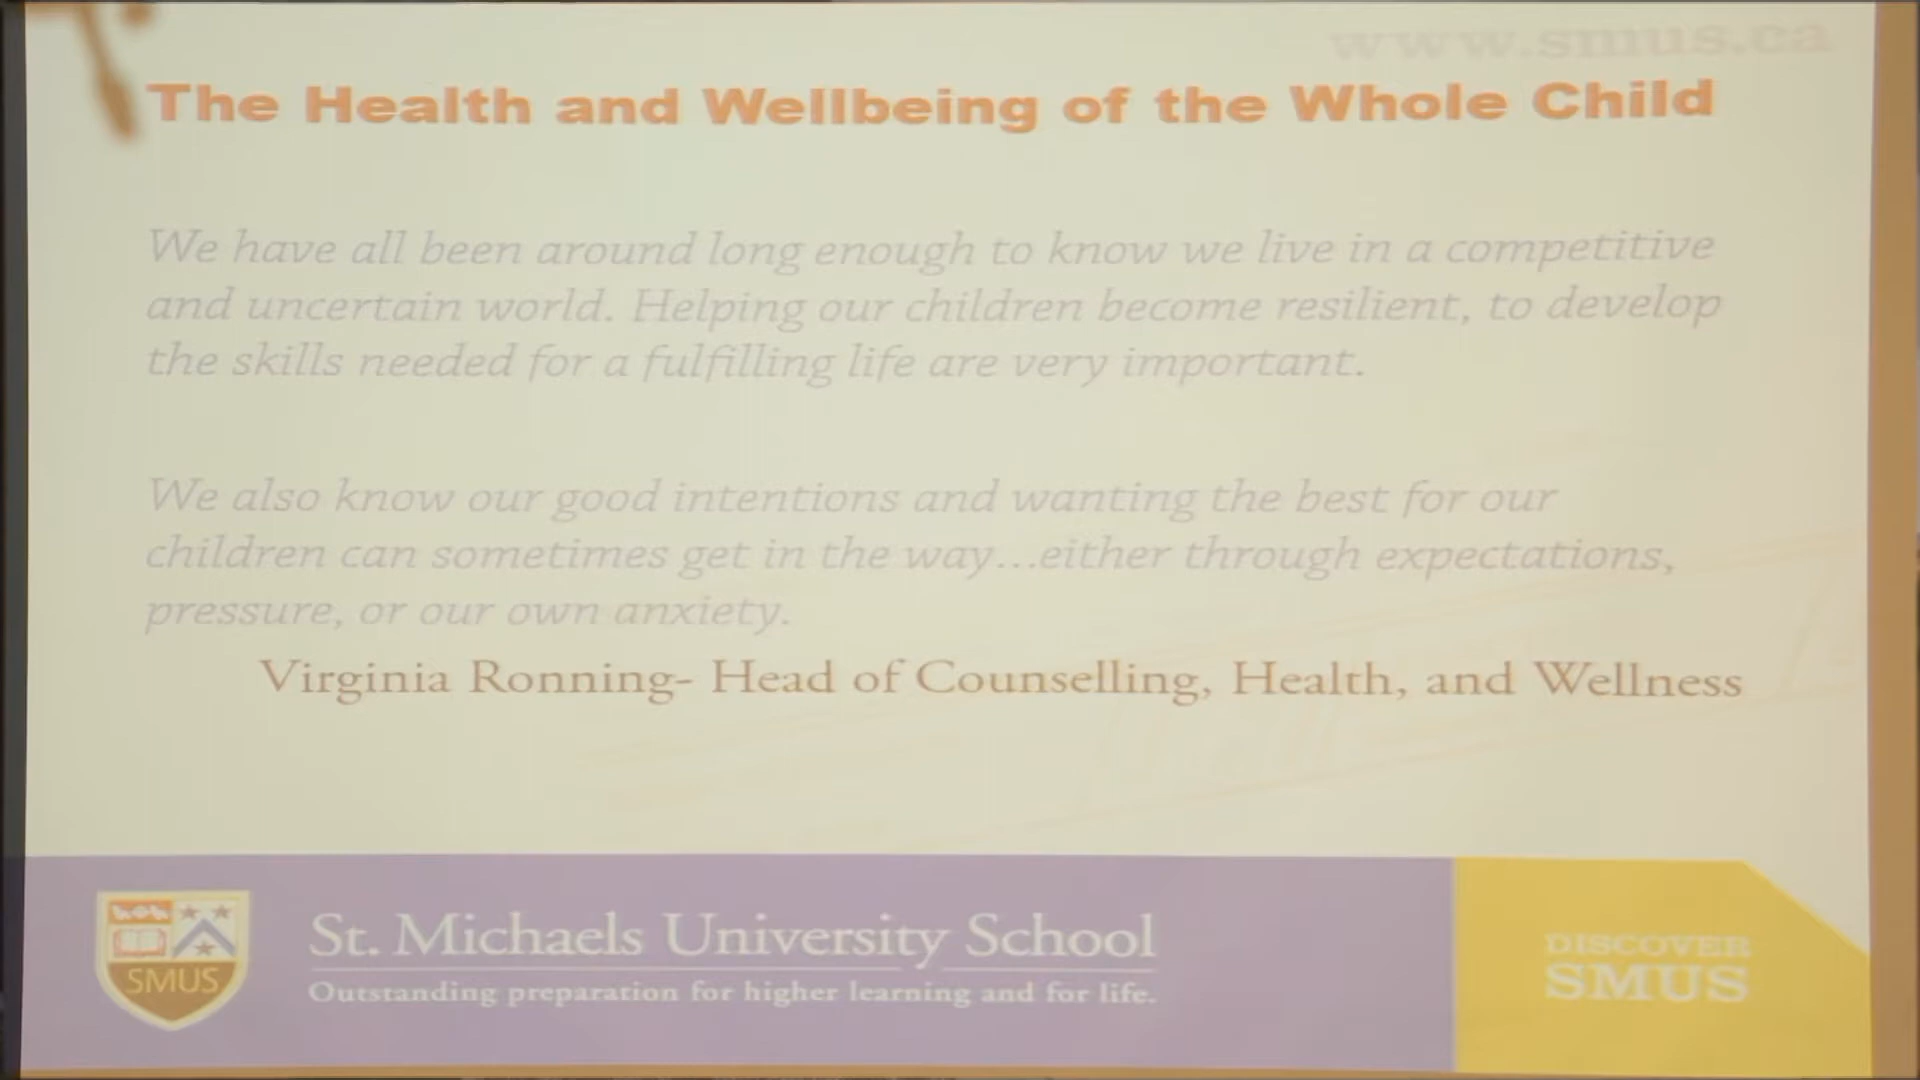 www.smus.ca
The Health and Wellbeing of the Whole Child
We have all been around long enough to know we live in a competitive
and uncertain world. Helping our children become resilient, to develop
the skills needed for a fulfilling life are very important.
We also know our good intentions and wanting the best for our
children can sometimes get in the way...either through expectations,
pressure, or our own anxiety.
Virginia Ronning- Head of Counselling, Health, and Wellness
SMUS
St. Michaels University School
Outstanding preparation for higher learning and for life.
DISCOVER
SMUS